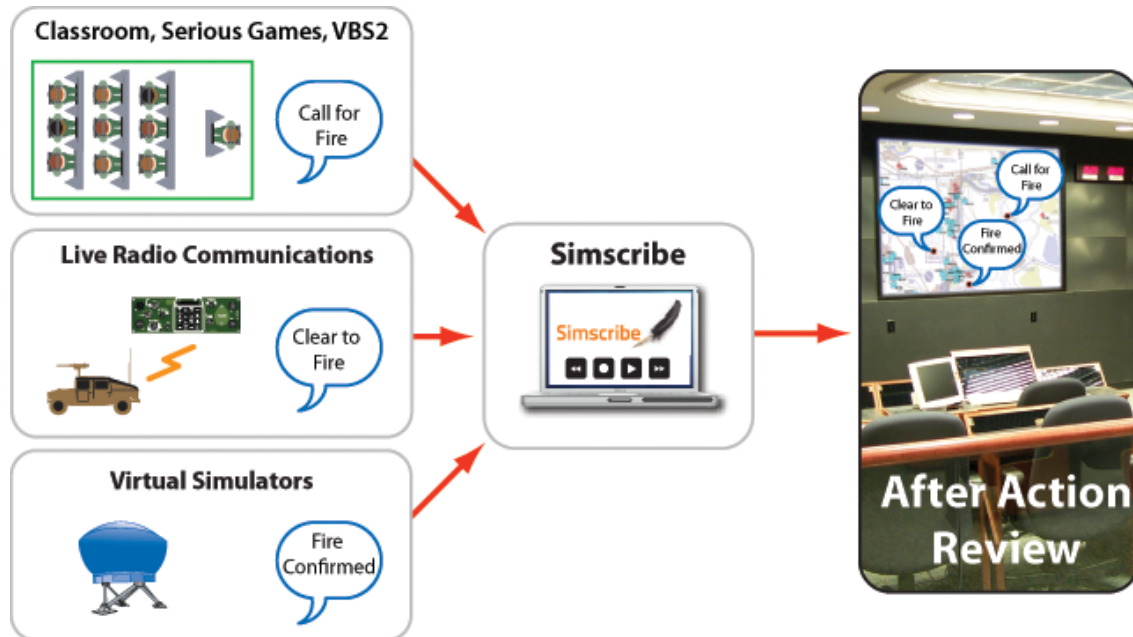 Classroom, Serious Games, VBS2
Call for
Fire
Live Radio Communications
Clear to
Fire
Virtual Simulators
Fire
Confirmed
Simscribe
Simscribe
Call for
Fire
Clear to
Fire
Fire
Confirmed
After Action
Review